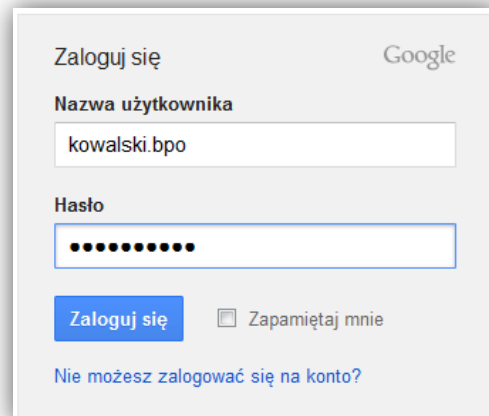 Zaloguj się Google
Nazwa użytkownika
kowalski.bpo
Hasło
••••••••••
Zaloguj się Zapamiętaj mnie
Nie możesz zalogować się na konto?